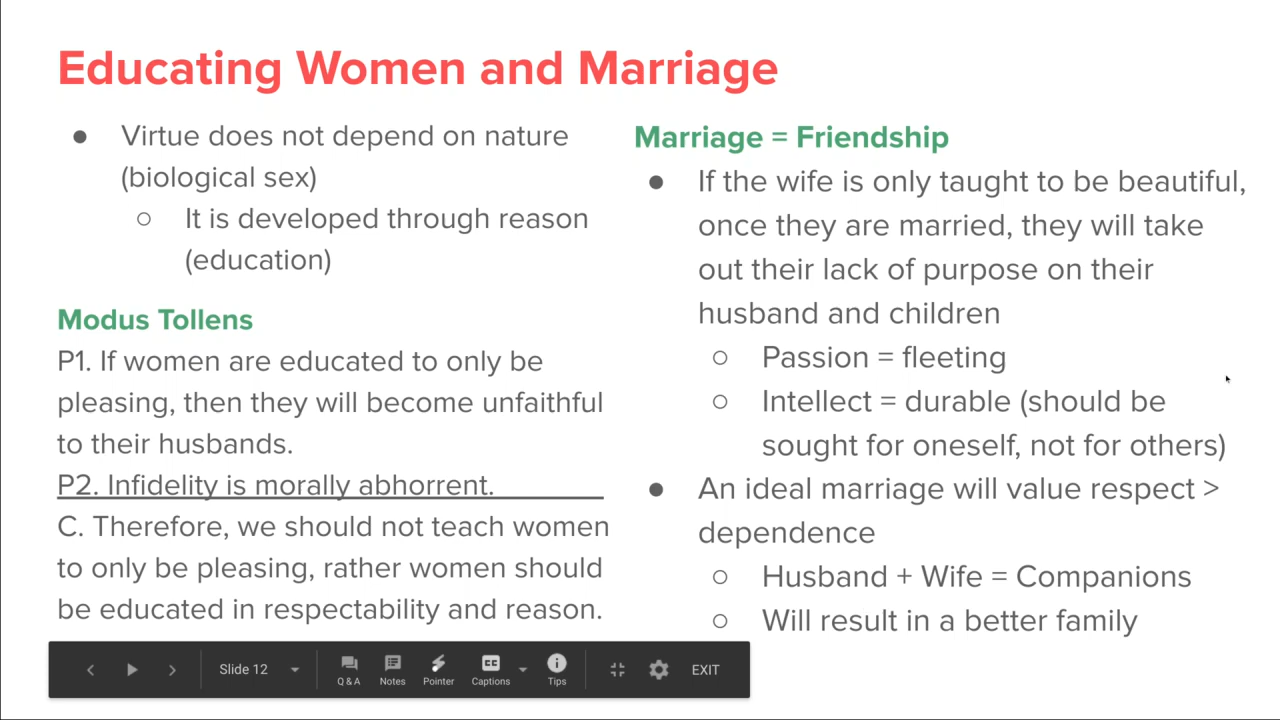 Educating Women and Marriage
● Virtue does not depend on nature
(biological sex)
○ It is developed through reason
(education)
Modus Tollens
P1. If women are educated to only be
pleasing, then they will become unfaithful
to their husbands.
P2. Infidelity is morally abhorrent.
C. Therefore, we should not teach women
to only be pleasing, rather women should
be educated in respectability and reason.
Marriage = Friendship
● If the wife is only taught to be beautiful,
once they are married, they will take
out their lack of purpose on their
husband and children
○ Passion = fleeting
○ Intellect = durable (should be
sought for oneself, not for others)
● An ideal marriage will value respect >
dependence
○ Husband + Wife = Companions
○ Will result in a better family
Slide 12
Q & A
Notes
Pointer
CC
Captions
Tips
EXIT